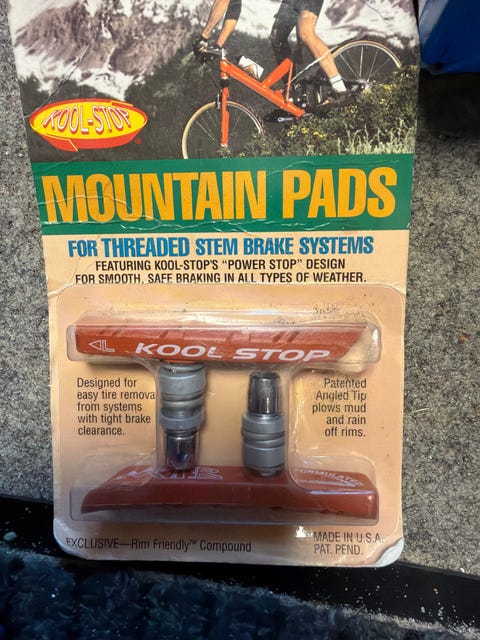 KOOL-STOP®
MOUNTAIN PADS
FOR THREADED STEM BRAKE SYSTEMS
FEATURING KOOL-STOP'S "POWER STOP" DESIGN
FOR SMOOTH, SAFE BRAKING IN ALL TYPES OF WEATHER.
L KOOL STOP
Designed for
easy tire remova
from systems
with tight brake
clearance.
Patented
Angled Tip
plows mud
and rain
off rims.
FORMULATED
EXCLUSIVE—Rim Friendly™ Compound
MADE IN U.S.A.
PAT. PEND.